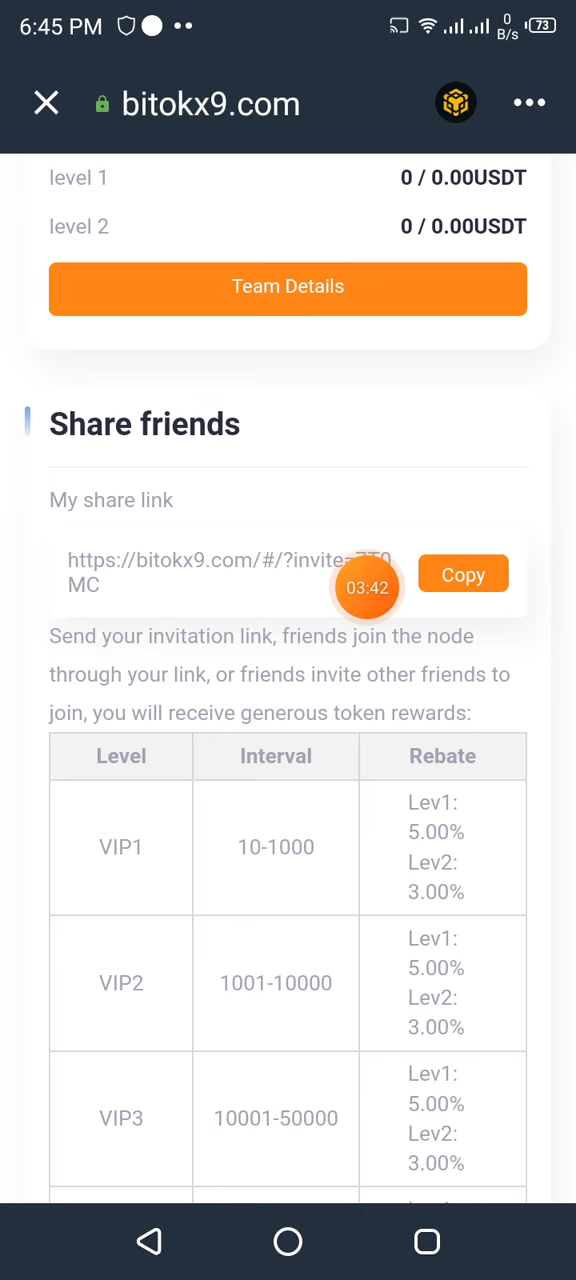 6:45 PM
0
B/s
73
bitokx9.com
level 1 0 / 0.00USDT
level 2 0 / 0.00USDT
Team Details
Share friends
My share link
https://bitokx9.com/#/?invite=
MC
03:42
Copy
Send your invitation link, friends join the node
through your link, or friends invite other friends to
join, you will receive generous token rewards:
Level Interval Rebate
VIP1 10-1000 Lev1:
5.00%
Lev2:
3.00%
VIP2 1001-10000 Lev1:
5.00%
Lev2:
3.00%
VIP3 10001-50000 Lev1:
5.00%
Lev2:
3.00%